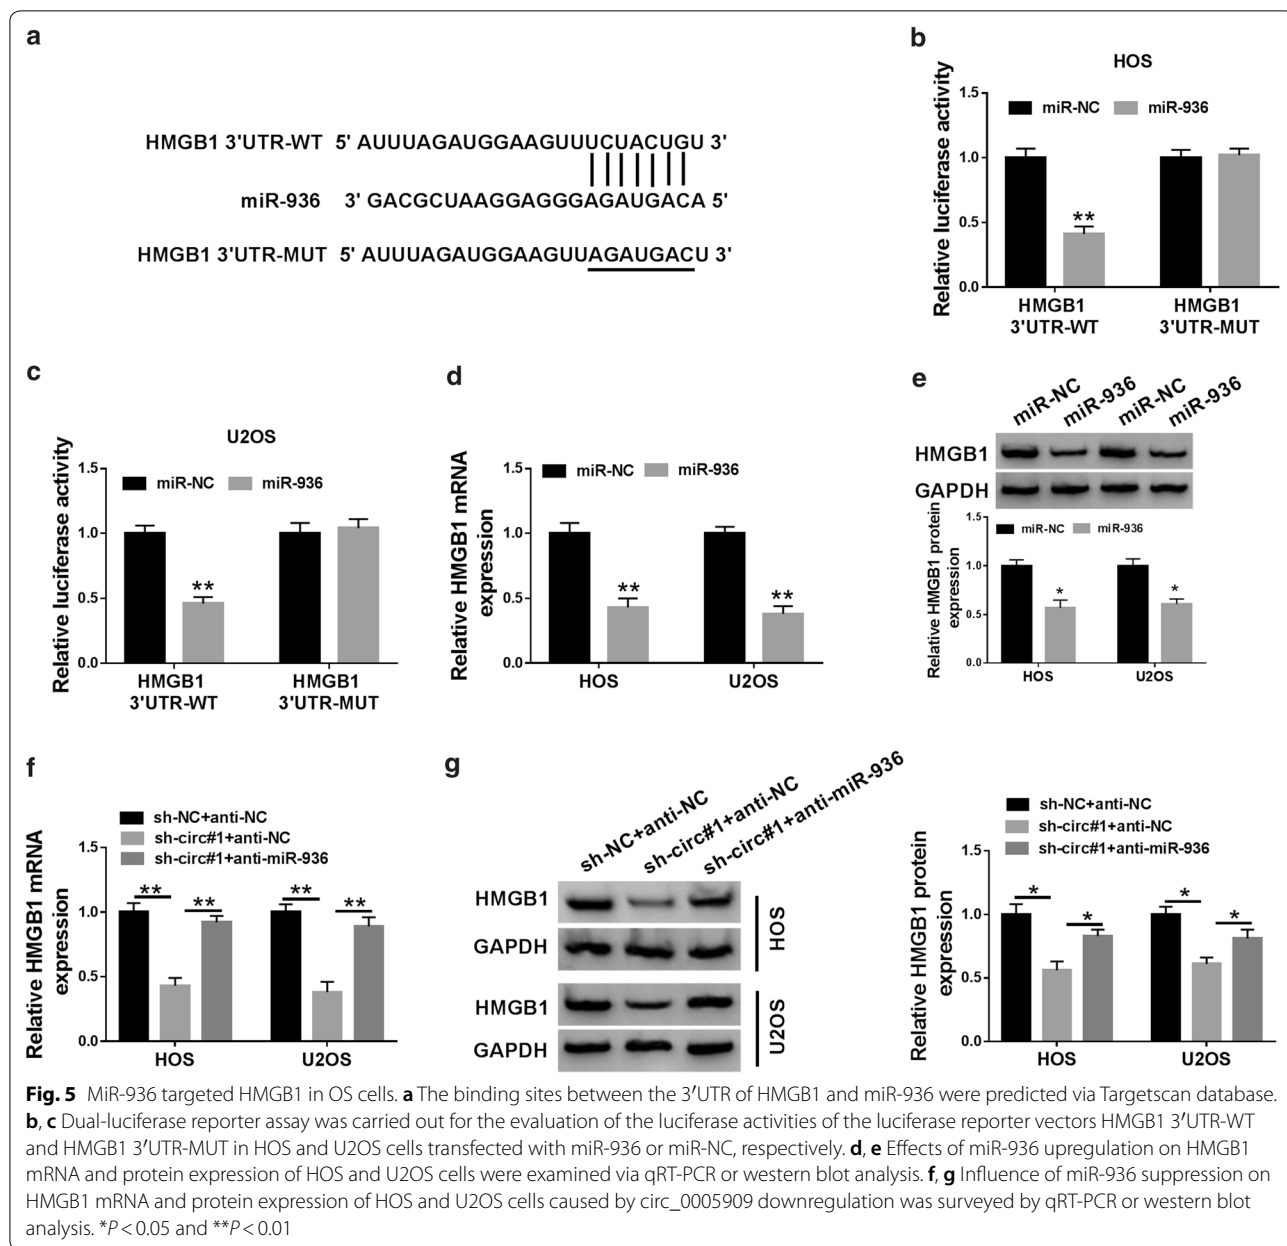 a
HMGB1 3'UTR-WT 5' AUUUAGAUGGAAGUUUCUACUGU 3'
miR-936 3' GACGCUAAGGAGGGAGAUGACA 5'
HMGB1 3'UTR-MUT 5' AUUUAGAUGGAAGUUAGAUGACU 3'
b
HOS
Relative luciferase activity
miR-NC miR-936
1.5
1.0
0.5
0.0
**
HMGB1 3'UTR-WT
HMGB1 3'UTR-MUT
c
U2OS
Relative luciferase activity
miR-NC miR-936
1.5
1.0
0.5
0.0
**
HMGB1 3'UTR-WT
HMGB1 3'UTR-MUT
d
Relative HMGB1 mRNA expression
miR-NC miR-936
1.5
1.0
0.5
0.0
** **
HOS U2OS
e
miR-NC miR-936 miR-NC miR-936
HMGB1
GAPDH
Relative HMGB1 protein expression
miR-NC miR-936
1.5
1.0
0.5
0.0
* *
HOS U2OS
f
sh-NC+anti-NC
sh-circ#1+anti-NC
sh-circ#1+anti-miR-936
Relative HMGB1 mRNA expression
1.5
1.0
0.5
0.0
** ** ** **
HOS U2OS
g
sh-NC+anti-NC sh-circ#1+anti-NC sh-circ#1+anti-miR-936
HMGB1
GAPDH
HOS
HMGB1
GAPDH
U2OS
sh-NC+anti-NC
sh-circ#1+anti-NC
sh-circ#1+anti-miR-936
Relative HMGB1 protein expression
1.5
1.0
0.5
0.0
* * * *
HOS U2OS
Fig. 5 MiR-936 targeted HMGB1 in OS cells. a The binding sites between the 3′UTR of HMGB1 and miR-936 were predicted via Targetscan database.
b, c Dual-luciferase reporter assay was carried out for the evaluation of the luciferase activities of the luciferase reporter vectors HMGB1 3′UTR-WT
and HMGB1 3′UTR-MUT in HOS and U2OS cells transfected with miR-936 or miR-NC, respectively. d, e Effects of miR-936 upregulation on HMGB1
mRNA and protein expression of HOS and U2OS cells were examined via qRT-PCR or western blot analysis. f, g Influence of miR-936 suppression on
HMGB1 mRNA and protein expression of HOS and U2OS cells caused by circ_0005909 downregulation was surveyed by qRT-PCR or western blot
analysis. *P < 0.05 and **P < 0.01